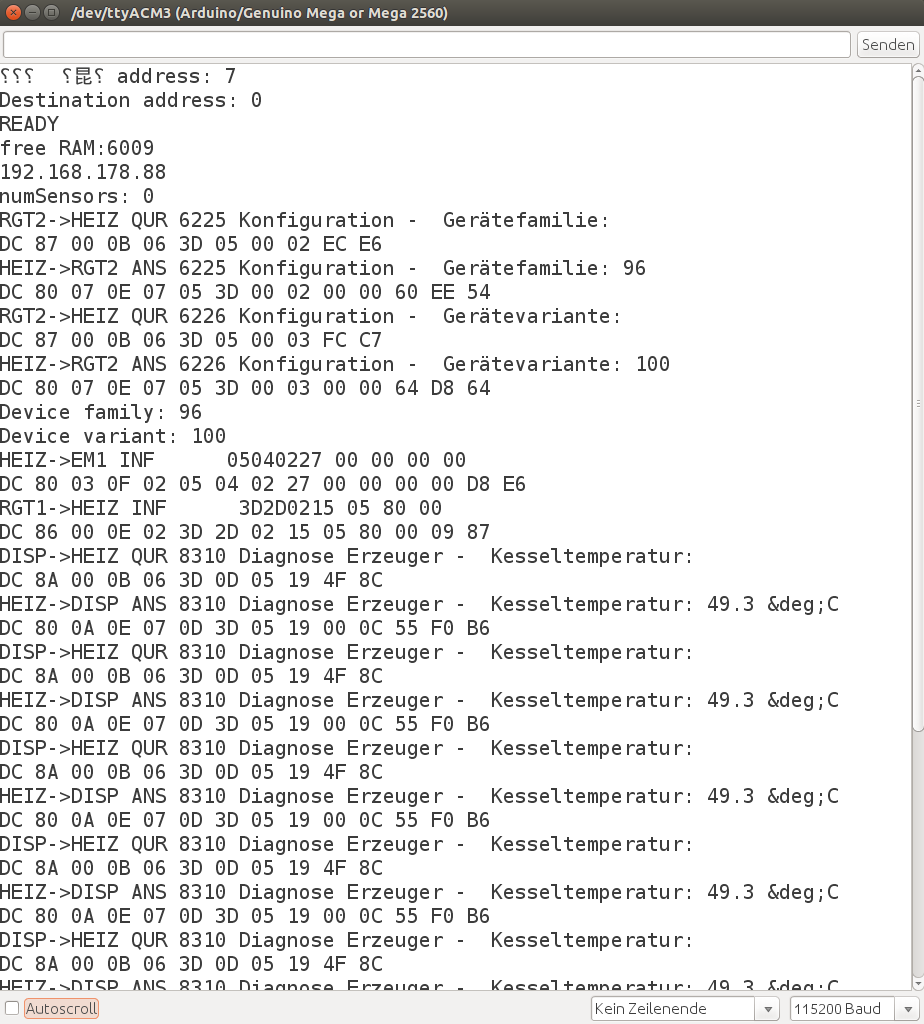 /dev/ttyACM3 (Arduino/Genuino Mega or Mega 2560)
Senden
address: 7
Destination address: 0
READY
free RAM:6009
192.168.178.88
numSensors: 0
RGT2->HEIZ QUR 6225 Konfiguration -  Gerätefamilie:
DC 87 00 0B 06 3D 05 00 02 EC E6
HEIZ->RGT2 ANS 6225 Konfiguration -  Gerätefamilie: 96
DC 80 07 0E 07 05 3D 00 02 00 00 60 EE 54
RGT2->HEIZ QUR 6226 Konfiguration -  Gerätevariante:
DC 87 00 0B 06 3D 05 00 03 FC C7
HEIZ->RGT2 ANS 6226 Konfiguration -  Gerätevariante: 100
DC 80 07 0E 07 05 3D 00 03 00 00 64 D8 64
Device family: 96
Device variant: 100
HEIZ->EM1 INF      05040227 00 00 00 00
DC 80 03 0F 02 05 04 02 27 00 00 00 00 D8 E6
RGT1->HEIZ INF      3D2D0215 05 80 00
DC 86 00 0E 02 3D 2D 02 15 05 80 00 09 87
DISP->HEIZ QUR 8310 Diagnose Erzeuger -  Kesseltemperatur:
DC 8A 00 0B 06 3D 0D 05 19 4F 8C
HEIZ->DISP ANS 8310 Diagnose Erzeuger -  Kesseltemperatur: 49.3 &deg;C
DC 80 0A 0E 07 0D 3D 05 19 00 0C 55 F0 B6
DISP->HEIZ QUR 8310 Diagnose Erzeuger -  Kesseltemperatur:
DC 8A 00 0B 06 3D 0D 05 19 4F 8C
HEIZ->DISP ANS 8310 Diagnose Erzeuger -  Kesseltemperatur: 49.3 &deg;C
DC 80 0A 0E 07 0D 3D 05 19 00 0C 55 F0 B6
DISP->HEIZ QUR 8310 Diagnose Erzeuger -  Kesseltemperatur:
DC 8A 00 0B 06 3D 0D 05 19 4F 8C
HEIZ->DISP ANS 8310 Diagnose Erzeuger -  Kesseltemperatur: 49.3 &deg;C
DC 80 0A 0E 07 0D 3D 05 19 00 0C 55 F0 B6
DISP->HEIZ QUR 8310 Diagnose Erzeuger -  Kesseltemperatur:
DC 8A 00 0B 06 3D 0D 05 19 4F 8C
HEIZ->DISP ANS 8310 Diagnose Erzeuger -  Kesseltemperatur: 49.3 &deg;C
DC 80 0A 0E 07 0D 3D 05 19 00 0C 55 F0 B6
DISP->HEIZ QUR 8310 Diagnose Erzeuger -  Kesseltemperatur:
DC 8A 00 0B 06 3D 0D 05 19 4F 8C
HEIZ->DISP ANS 8310 Diagnose Erzeuger -  Kesseltemperatur: 49.3 &deg;C
Autoscroll
Kein Zeilenende
115200 Baud